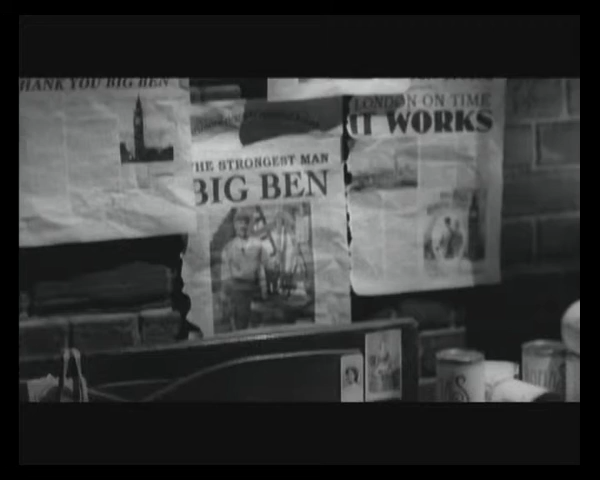 HANK YOU BIG BEN
THE STRONGEST MAN
BIG BEN
LONDON ON TIME
IT WORKS